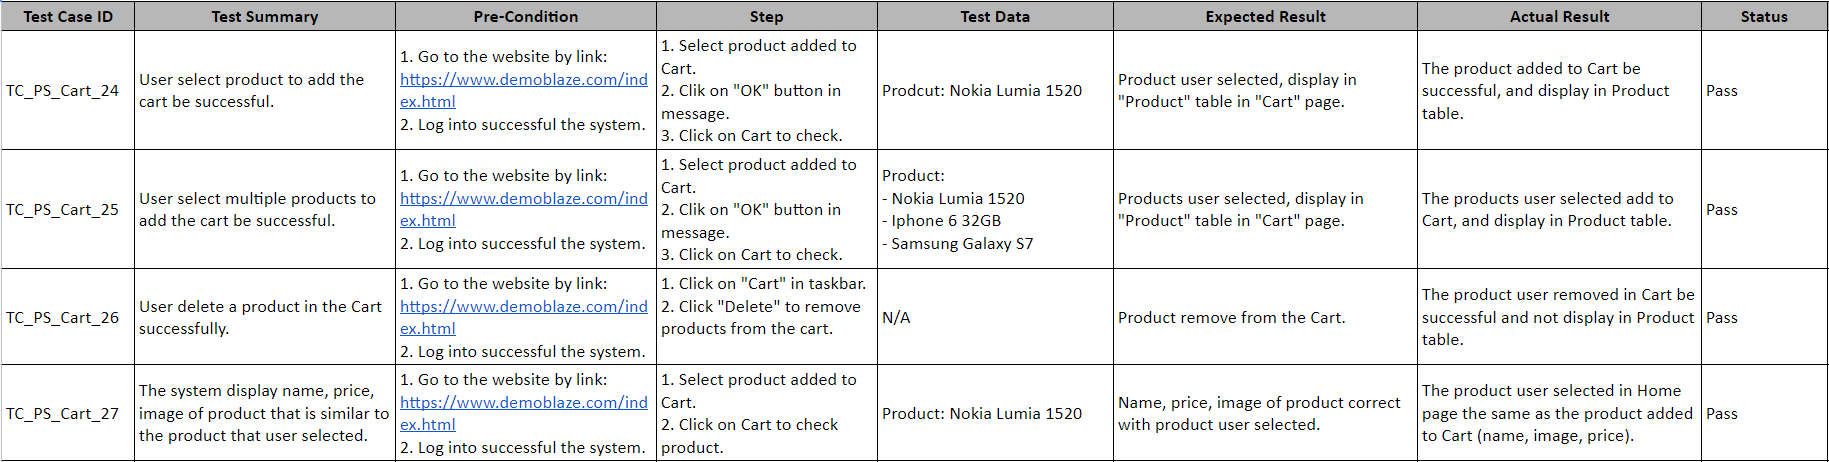 Test Case ID Test Summary Pre-Condition Step Test Data Expected Result Actual Result Status
TC_PS_Cart_24
User select product to add the
cart be successful.
1. Go to the website by link:
https://www.demoblaze.com/ind
ex.html
2. Log into successful the system.
1. Select product added to
Cart.
2. Clik on "OK" button in
message.
3. Click on Cart to check.
Prodcut: Nokia Lumia 1520
Product user selected, display in
"Product" table in "Cart" page.
The product added to Cart be
successful, and display in Product
table.
Pass
TC_PS_Cart_25
User select multiple products to
add the cart be successful.
1. Go to the website by link:
https://www.demoblaze.com/ind
ex.html
2. Log into successful the system.
1. Select product added to
Cart.
2. Clik on "OK" button in
message.
3. Click on Cart to check.
Product:
- Nokia Lumia 1520
- Iphone 6 32GB
- Samsung Galaxy S7
Products user selected, display in
"Product" table in "Cart" page.
The products user selected add to
Cart, and display in Product table.
Pass
TC_PS_Cart_26
User delete a product in the Cart
successfully.
1. Go to the website by link:
https://www.demoblaze.com/ind
ex.html
2. Log into successful the system.
1. Click on "Cart" in taskbar.
2. Click "Delete" to remove
products from the cart.
N/A
Product remove from the Cart.
The product user removed in Cart be
successful and not display in Product
table.
Pass
TC_PS_Cart_27
The system display name, price,
image of product that is similar to
the product that user selected.
1. Go to the website by link:
https://www.demoblaze.com/ind
ex.html
2. Log into successful the system.
1. Select product added to
Cart.
2. Click on Cart to check
product.
Product: Nokia Lumia 1520
Name, price, image of product correct
with product user selected.
The product user selected in Home
page the same as the product added
to Cart (name, image, price).
Pass